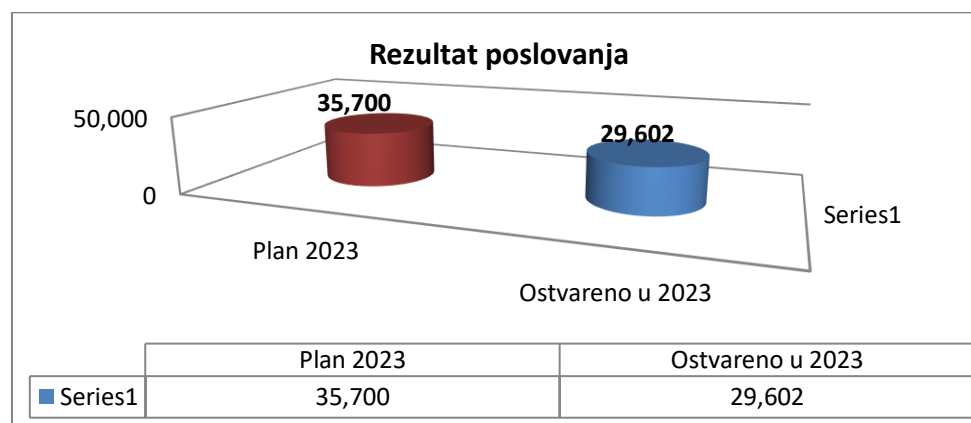 Rezultat poslovanja
35,700
50,000
29,602
0
Series1
Plan 2023
Ostvareno u 2023
Plan 2023 Ostvareno u 2023
Series1 35,700 29,602